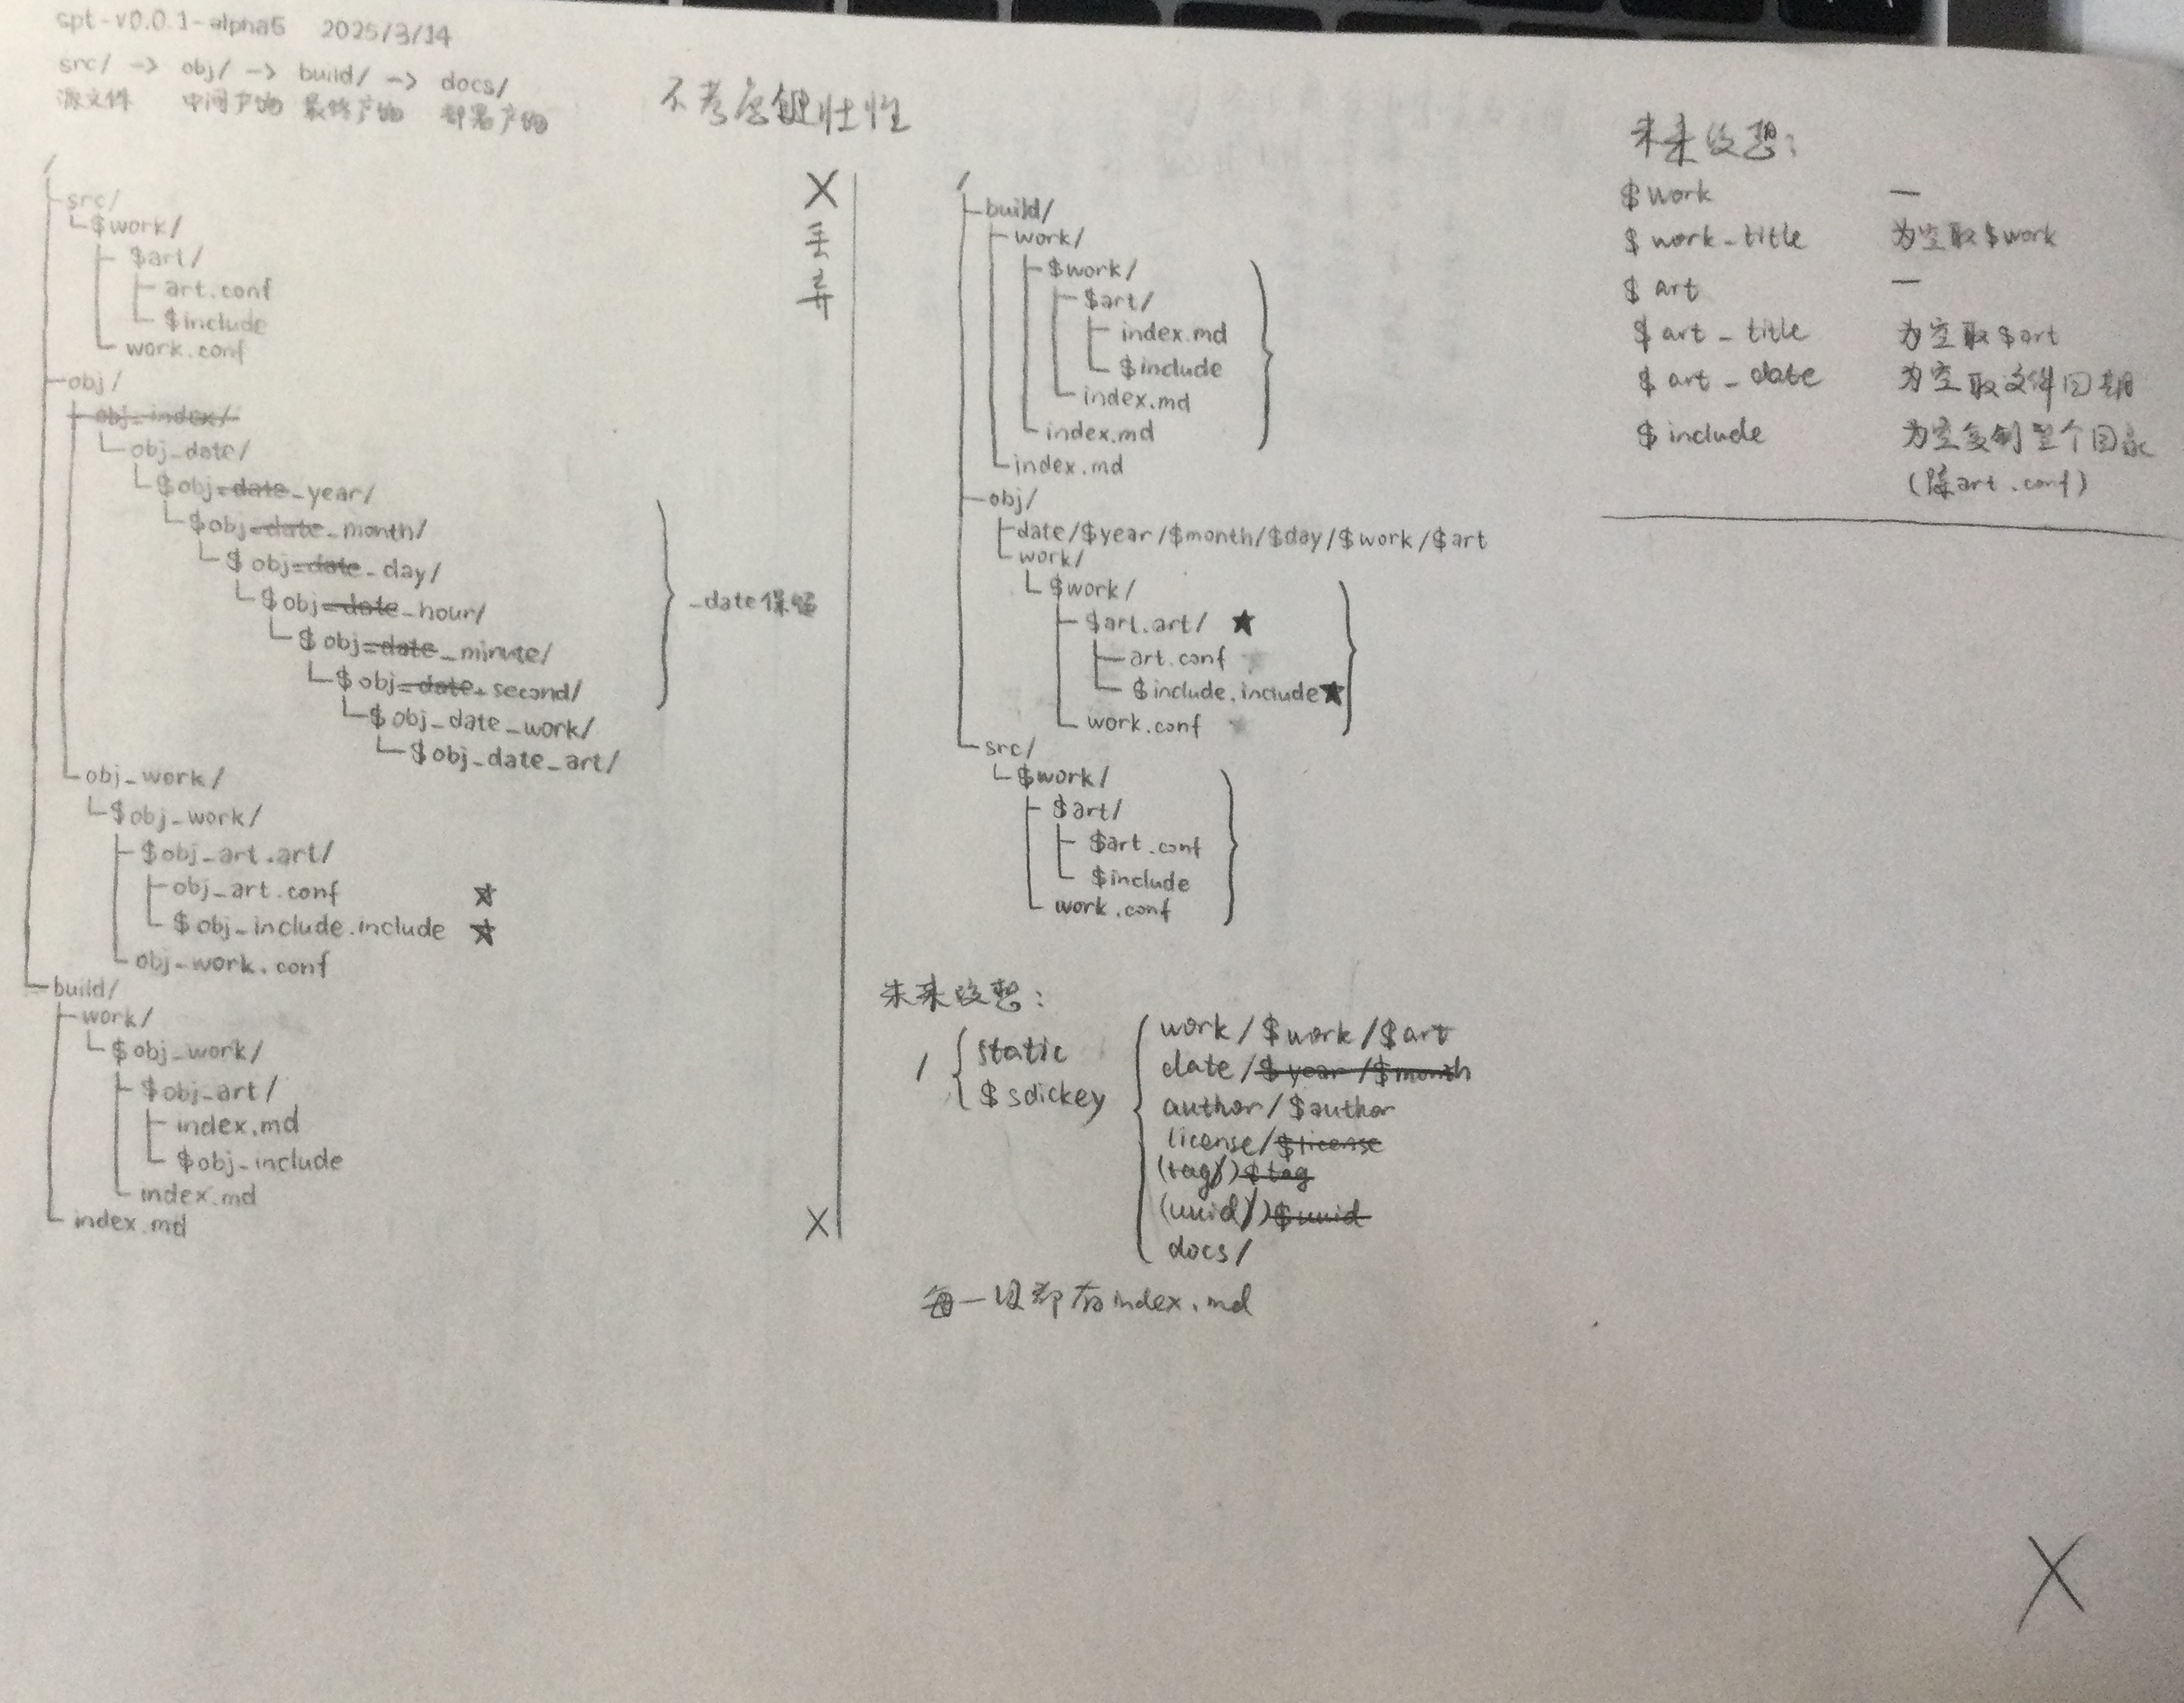 spt-v0.0.1-alpha5 2025/3/14
src/ -> obj/ -> build/ -> docs/
源文件 中间产物 最终产物 部署产物
不考虑健壮性
/
src/
$work/
$art/
art.conf
$include
work.conf
obj/
obj_index/
obj_date/
$obj_date_year/
$obj_date_month/
$obj_date_day/
$obj_date_hour/
$obj_date_minute/
$obj_date_second/
_date保留
$obj_date_work/
$obj_date_art/
obj_work/
$obj_work/
$obj_art.art/
obj_art.conf ★
$obj_include.include ★
obj_work.conf
build/
work/
$obj_work/
$obj_art/
index.md
$obj_include
index.md
index.md
X
丢
弃
X
/
build/
work/
$work/
$art/
index.md
$include
index.md
index.md
index.md
obj/
date/$year/$month/$day/$work/$art
work/
$work/
$art.art/ ★
art.conf
$include.include★
work.conf
src/
$work/
$art/
$art.conf
$include
work.conf
未来设想:
/ { static
$sdickey
work/$work/$art
date/$year/$month
author/$author
license/$license
(tag/)$tag
(uuid/)$uuid
docs/
每一级都有index.md
未来设想:
$work —
$work_title 为空取$work
$art —
$art_title 为空取$art
$art_date 为空取文件日期
$include 为空复制整个目录
(除art.conf)
X